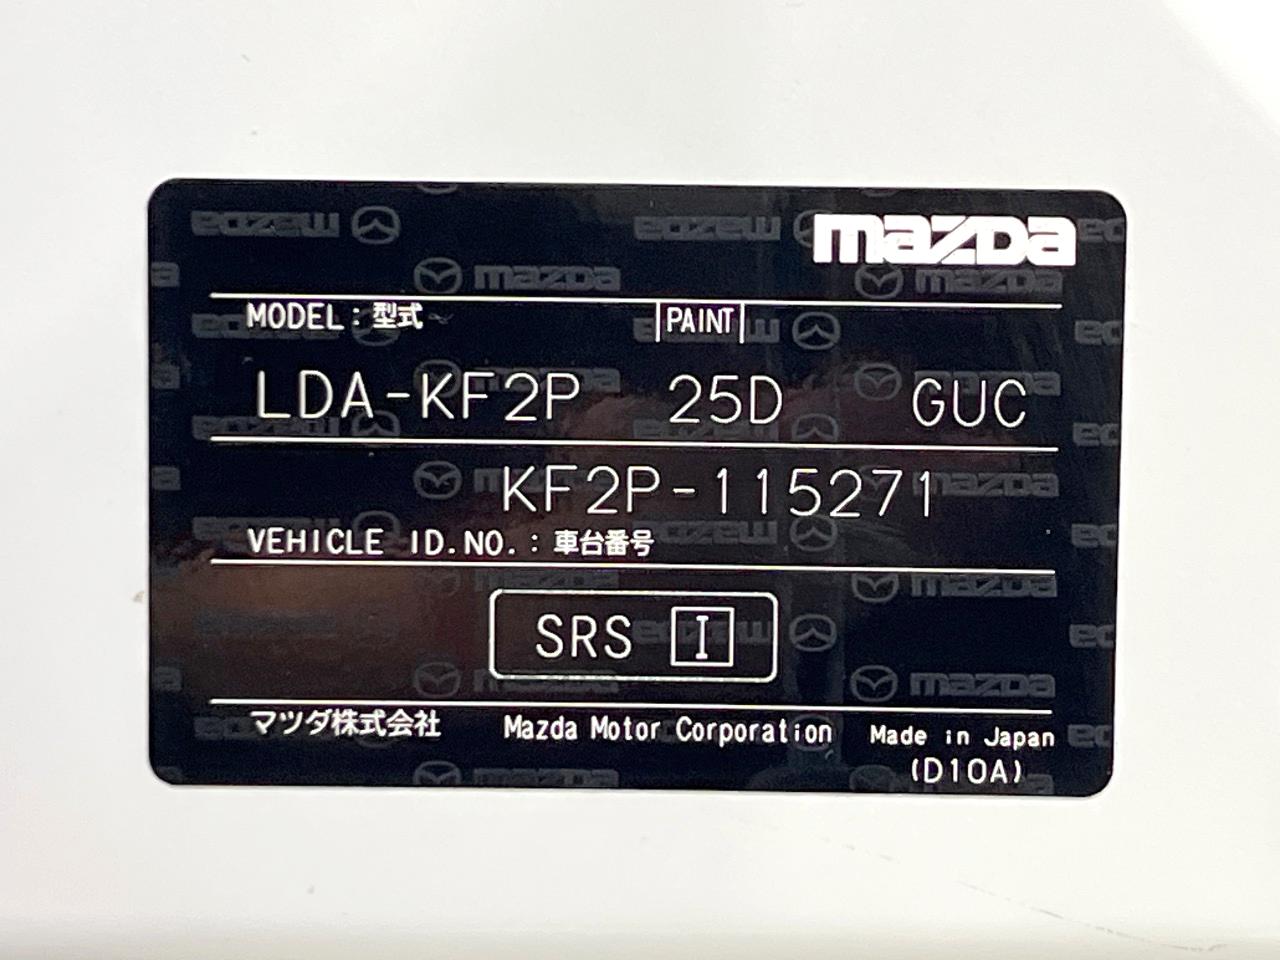 mazda
MODEL : 型式 PAINT
LDA-KF2P 25D GUC
KF2P-115271
VEHICLE ID.NO. : 車台番号
SRS I
マツダ株式会社 Mazda Motor Corporation Made in Japan
(D10A)